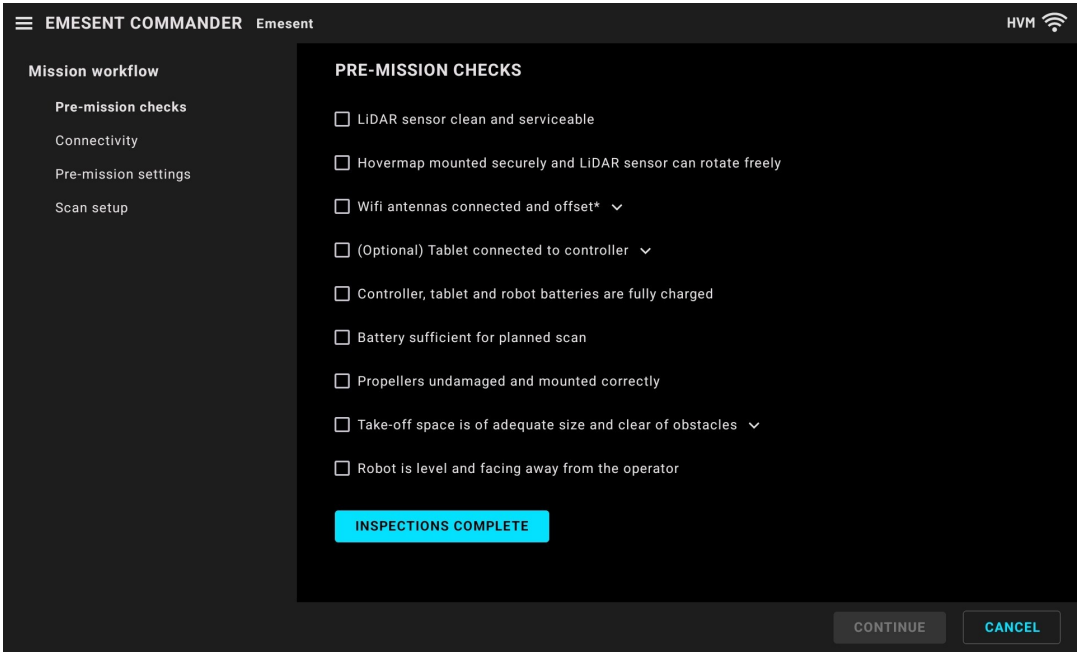 EMESENT COMMANDER Emesent HVM
Mission workflow
Pre-mission checks
Connectivity
Pre-mission settings
Scan setup
PRE-MISSION CHECKS
LiDAR sensor clean and serviceable
Hovermap mounted securely and LiDAR sensor can rotate freely
Wifi antennas connected and offset*
(Optional) Tablet connected to controller
Controller, tablet and robot batteries are fully charged
Battery sufficient for planned scan
Propellers undamaged and mounted correctly
Take-off space is of adequate size and clear of obstacles
Robot is level and facing away from the operator
INSPECTIONS COMPLETE
CONTINUE CANCEL